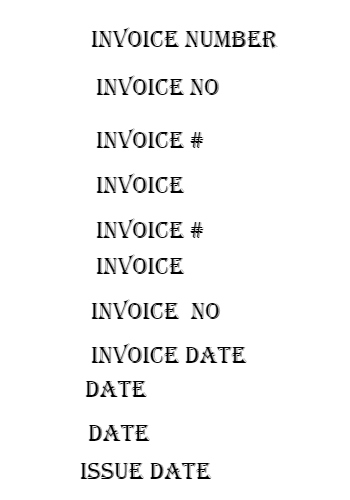 INVOICE NUMBER
INVOICE NO
INVOICE #
INVOICE
INVOICE #
INVOICE
INVOICE  NO
INVOICE DATE
DATE
DATE
ISSUE DATE